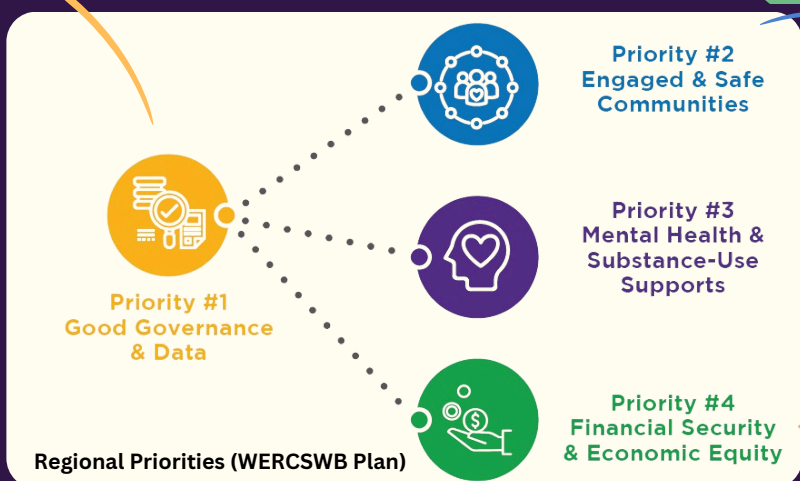 Priority #1
Good Governance
& Data
Priority #2
Engaged & Safe
Communities
Priority #3
Mental Health &
Substance-Use
Supports
$
Priority #4
Financial Security
& Economic Equity
Regional Priorities (WERCSWB Plan)